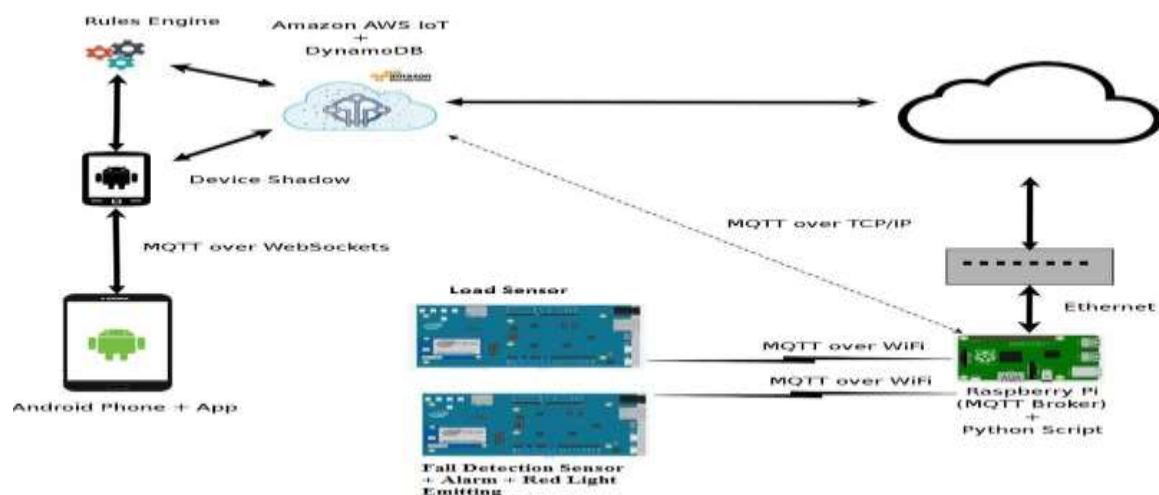 Rules Engine
Amazon AWS IoT
+
DynamoDB
amazon
Device Shadow
MQTT over WebSockets
MQTT over TCP/IP
Load Sensor
Ethernet
MQTT over WiFi
MQTT over WiFi
Android Phone + App
Raspberry Pi
(MQTT Broker)
+
Python Script
Fall Detection Sensor
+ Alarm + Red Light
Emitting